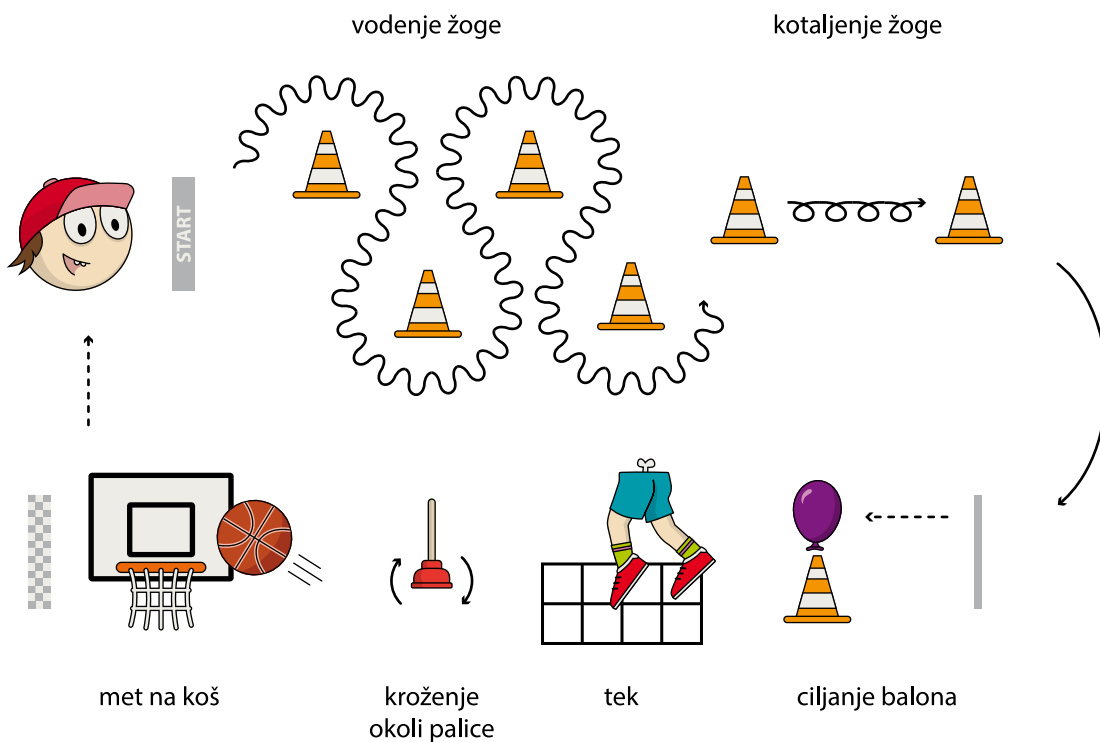 vodenje žoge
kotaljenje žoge
START
met na koš
kroženje
okoli palice
tek
ciljanje balona